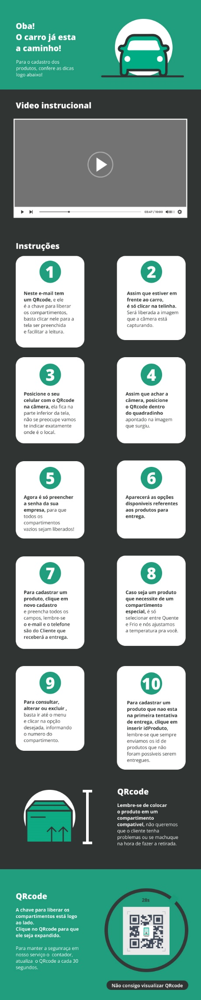 Oba!
O carro já esta
a caminho!
Para o cadastro dos
produtos, confere as dicas
logo abaixo!
Video instrucional
03:47 / 10:00
Instruções
1
Neste e-mail tem
um QRcode, e ele
é a chave para liberar
os compartimentos,
basta clicar nele para a
tela ser preenchida
e facilitar a leitura.
2
Assim que estiver em
frente ao carro,
é só clicar na telinha.
Será liberada a imagem
que a câmera está
capturando.
3
Posicione o seu
celular com o QRcode
na câmera, ela fica na
parte inferior da tela,
não se preocupe vamos
te indicar exatamente
onde é o local.
4
Assim que achar a
câmera, posicione
o QRcode dentro
do quadradinho
apontado na imagem
que surgiu.
5
Agora é só preencher
a senha da sua
empresa, para que
todos os
compartimentos
vazios sejam liberados!
6
Aparecerá as opções
disponiveis referentes
aos produtos para
entrega.
7
Para cadastrar um
produto, clique em
novo cadastro
e preencha todos os
campos, lembre-se
o e-mail e o telefone
são do Cliente que
receberá a entrega.
8
Caso seja um produto
que necessite de um
compartimento
especial, é só
selecionar entre Quente
e Frio e nós ajustamos
a temperatura pra você.
9
Para consultar,
alterar ou excluir ,
basta ir até o menu
e clicar na opção
desejada, informando
o numero do
compartimento.
10
Para cadastrar um
produto que nao esta
na primeira tentativa
de entrega, clique em
inserir idProduto,
lembre-se que sempre
enviamos os id de
produtos que não
foram possiveis serem
entregues.
QRcode
Lembre-se de colocar
o produto em um
compartimento
compativel, não queremos
que o cliente tenha
problemas ou se machuque
na hora de fazer a retirada.
QRcode
A chave para liberar os
compartimentos está logo
ao lado.
Clique no QRcode para que
ele seja expandido.
Para manter a segunraça em
nosso serviço o  contador,
atualiza  o QRcode a cada 30
segundos.
28s
Não consigo visualizar QRcode